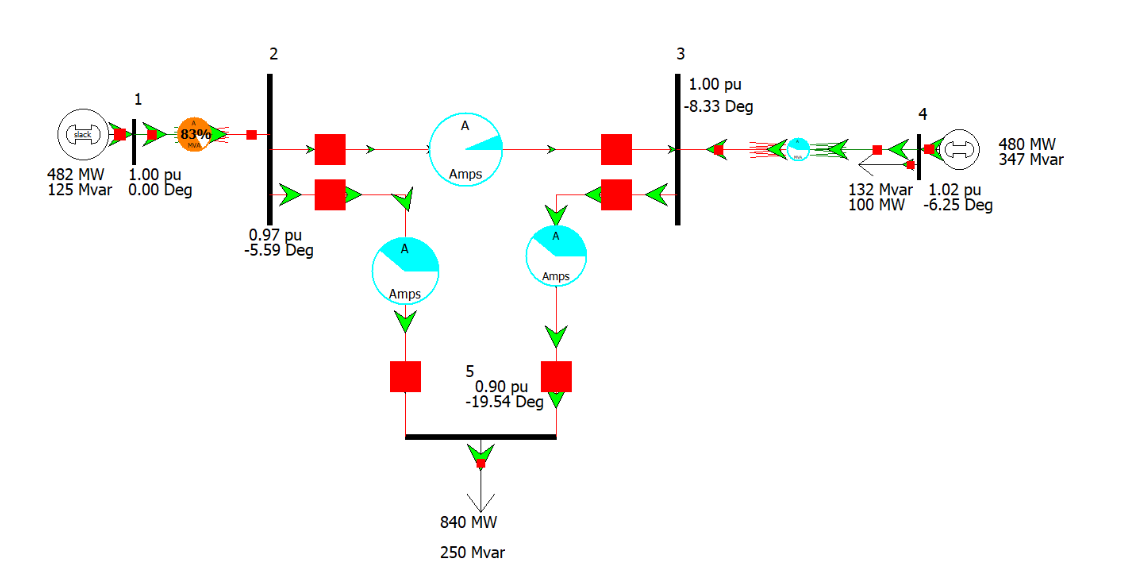 2
3
1
4
slack
A
83%
MVA
482 MW
125 Mvar
1.00 pu
0.00 Deg
A
Amps
1.00 pu
-8.33 Deg
A
MVA
480 MW
347 Mvar
132 Mvar
100 MW
1.02 pu
-6.25 Deg
0.97 pu
-5.59 Deg
A
Amps
A
Amps
5
0.90 pu
-19.54 Deg
840 MW
250 Mvar